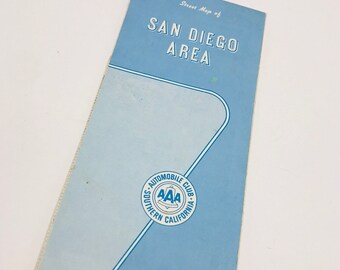 Street Map of
SAN DIEGO
AREA
AUTOMOBILE CLUB
AAA
SOUTHERN CALIFORNIA